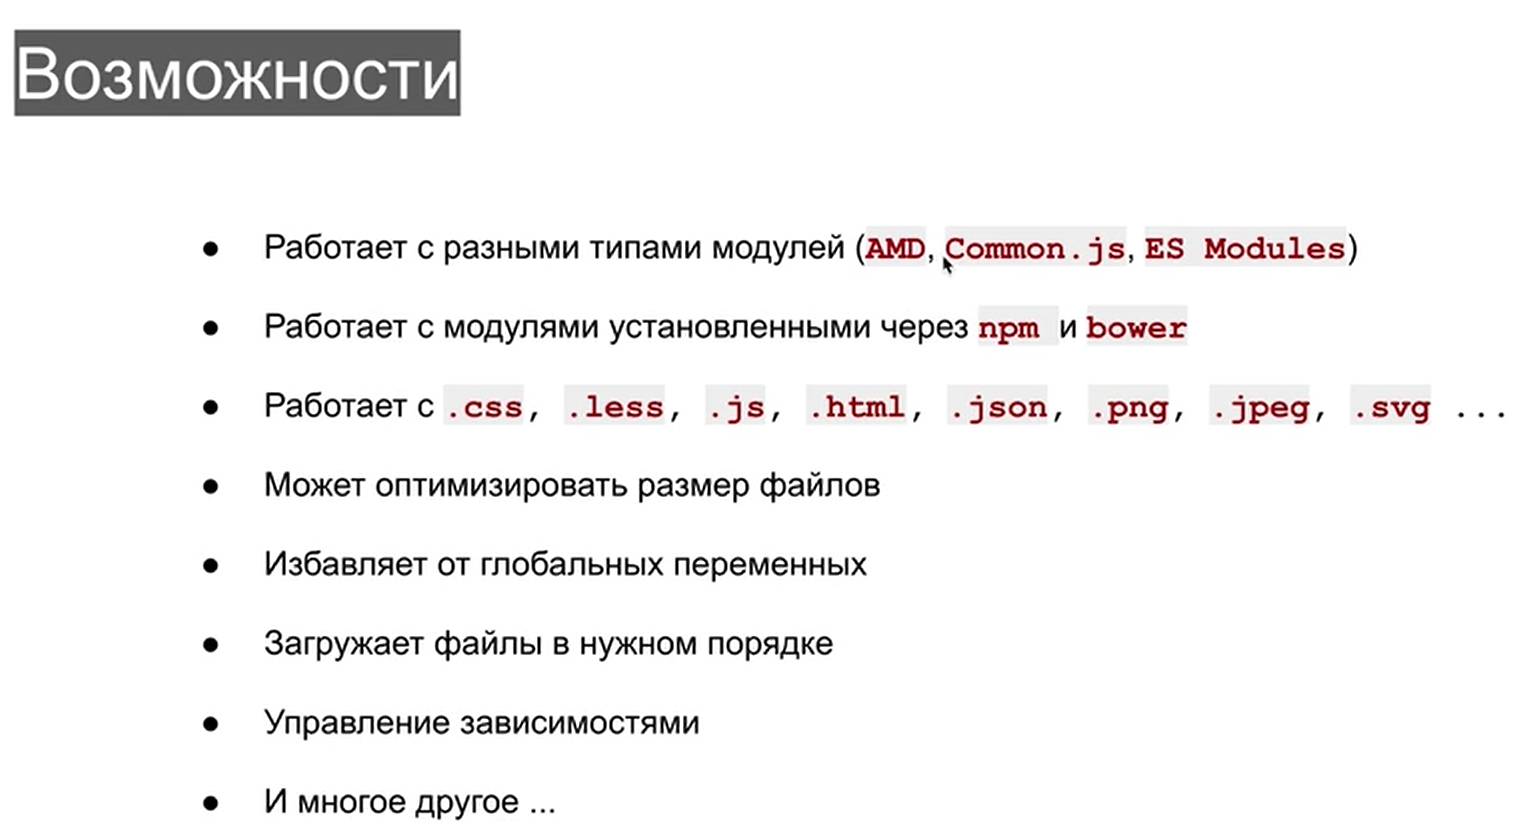 Возможности
● Работает с разными типами модулей (AMD, Common.js, ES Modules)
● Работает с модулями установленными через npm и bower
● Работает с .css, .less, .js, .html, .json, .png, .jpeg, .svg ...
● Может оптимизировать размер файлов
● Избавляет от глобальных переменных
● Загружает файлы в нужном порядке
● Управление зависимостями
● И многое другое ...